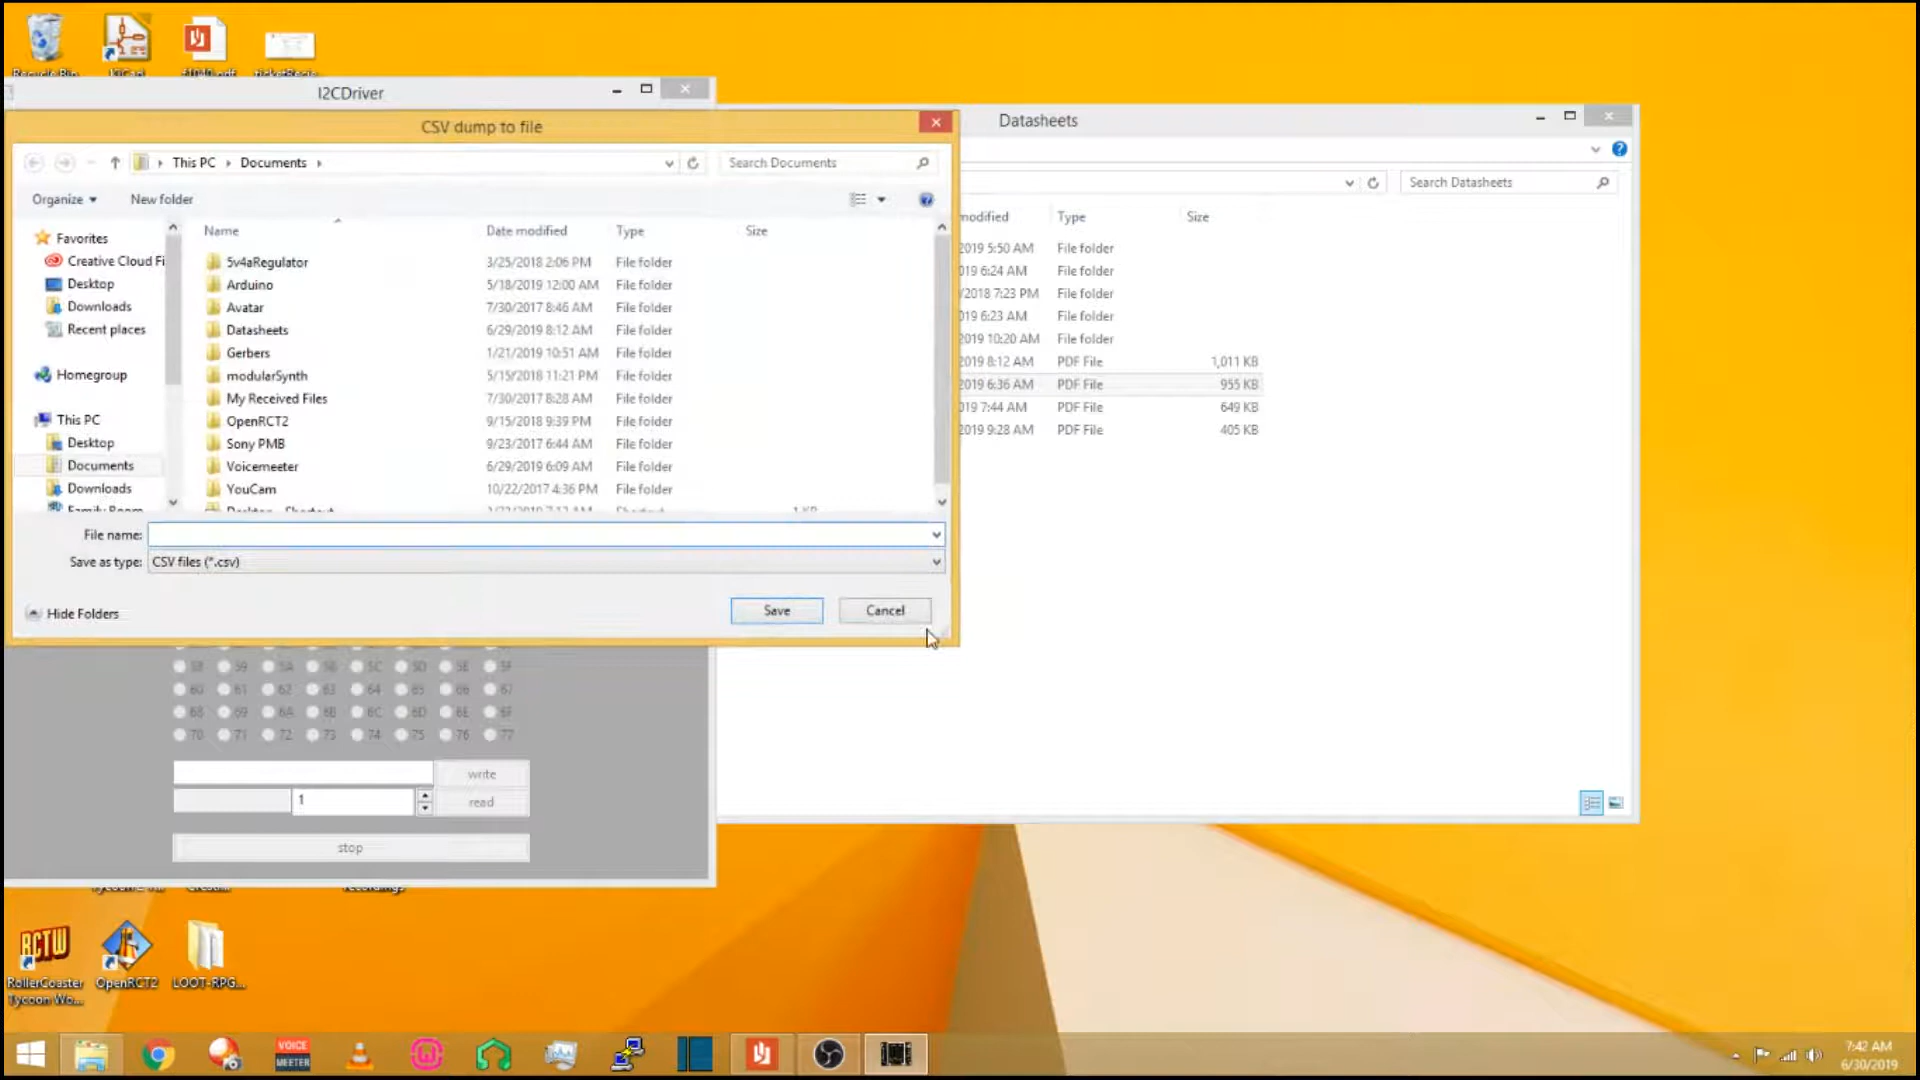 I2CDriver
CSV dump to file
This PC
Documents
Search Documents
Organize
New folder
Name Date modified Type Size
Favorites
Creative Cloud Fi
Desktop
Downloads
Recent places
Homegroup
This PC
Desktop
Documents
Downloads
Family Room
5v4aRegulator 3/25/2018 2:06 PM File folder
Arduino 5/18/2019 12:00 AM File folder
Avatar 7/30/2017 8:46 AM File folder
Datasheets 6/29/2019 8:12 AM File folder
Gerbers 1/21/2019 10:51 AM File folder
modularSynth 5/15/2018 11:21 PM File folder
My Received Files 7/30/2017 8:28 AM File folder
OpenRCT2 9/15/2018 9:39 PM File folder
Sony PMB 9/23/2017 6:44 AM File folder
Voicemeeter 6/29/2019 6:09 AM File folder
YouCam 10/22/2017 4:36 PM File folder
Desktop - Shortcut Shortcut 1 KB
File name:
Save as type: CSV files (*.csv)
Hide Folders
Save
Cancel
58 59 5A 5B 5C 5D 5E 5F
60 61 62 63 64 65 66 67
68 69 6A 6B 6C 6D 6E 6F
70 71 72 73 74 75 76 77
write
1
read
stop
Datasheets
Search Datasheets
modified Type Size
2019 5:50 AM File folder
019 6:24 AM File folder
/2018 7:23 PM File folder
019 6:23 AM File folder
2019 10:20 AM File folder
2019 8:12 AM PDF File 1,011 KB
2019 6:36 AM PDF File 955 KB
019 7:44 AM PDF File 649 KB
2019 9:28 AM PDF File 405 KB
Recycle Bin
KiCad
recordings
RCTW
RollerCoaster
Tycoon Wo...
OpenRCT2
LOOT-RPG...
VOICE
MEETER
7:42 AM
6/30/2019